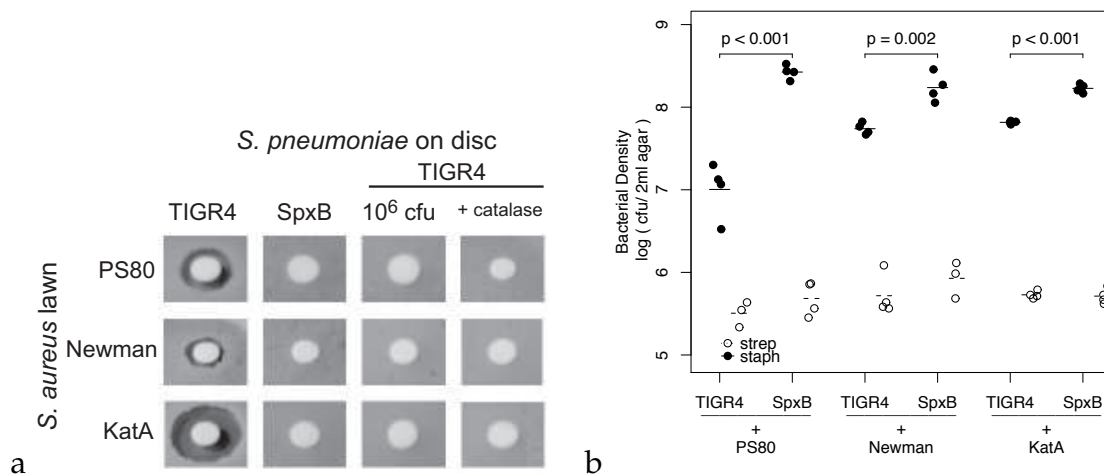 S. pneumoniae on disc
TIGR4
TIGR4 SpxB 10⁶ cfu + catalase
S. aureus lawn
PS80
Newman
KatA
a
9
8
7
6
5
Bacterial Density
log ( cfu/ 2ml agar )
p < 0.001 p = 0.002 p < 0.001
strep
staph
TIGR4 SpxB TIGR4 SpxB TIGR4 SpxB
+ + +
PS80 Newman KatA
b